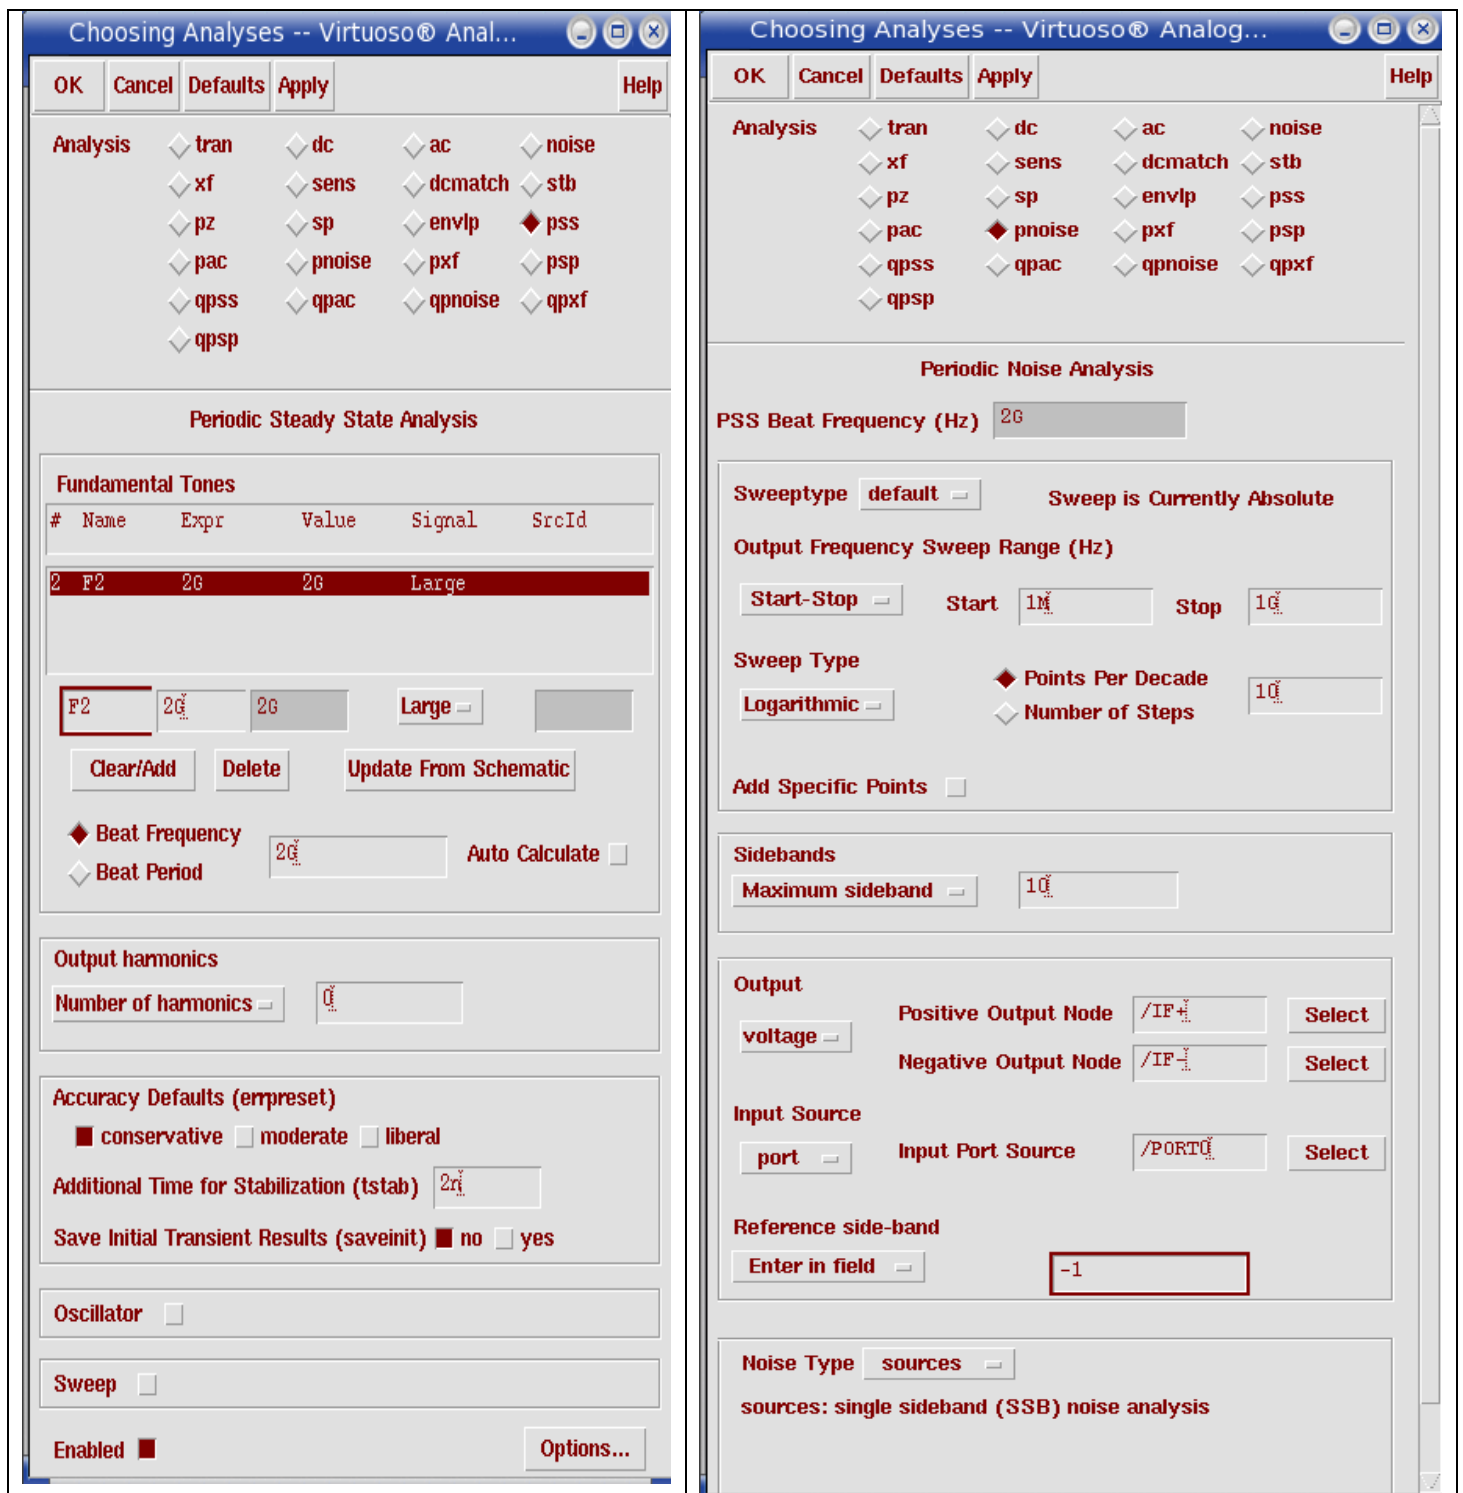 Choosing Analyses -- Virtuoso® Anal...
OK Cancel Defaults Apply Help
Analysis tran dc ac noise
xf sens dcmatch stb
pz sp envlp pss
pac pnoise pxf psp
qpss qpac qpnoise qpxf
qpsp
Periodic Steady State Analysis
Fundamental Tones
# Name Expr Value Signal SrcId
2 F2 2G 2G Large
F2 2G 2G Large
Clear/Add Delete Update From Schematic
Beat Frequency
Beat Period
2G Auto Calculate
Output harmonics
Number of harmonics 0
Accuracy Defaults (errpreset)
conservative moderate liberal
Additional Time for Stabilization (tstab) 2n
Save Initial Transient Results (saveinit) no yes
Oscillator
Sweep
Enabled Options...
Choosing Analyses -- Virtuoso® Analog...
OK Cancel Defaults Apply Help
Analysis tran dc ac noise
xf sens dcmatch stb
pz sp envlp pss
pac pnoise pxf psp
qpss qpac qpnoise qpxf
qpsp
Periodic Noise Analysis
PSS Beat Frequency (Hz) 2G
Sweeptype default Sweep is Currently Absolute
Output Frequency Sweep Range (Hz)
Start-Stop Start 1M Stop 1G
Sweep Type
Logarithmic
Points Per Decade
Number of Steps
10
Add Specific Points
Sidebands
Maximum sideband 10
Output
voltage
Positive Output Node /IF+ Select
Negative Output Node /IF- Select
Input Source
port Input Port Source /PORT0 Select
Reference side-band
Enter in field -1
Noise Type sources
sources: single sideband (SSB) noise analysis